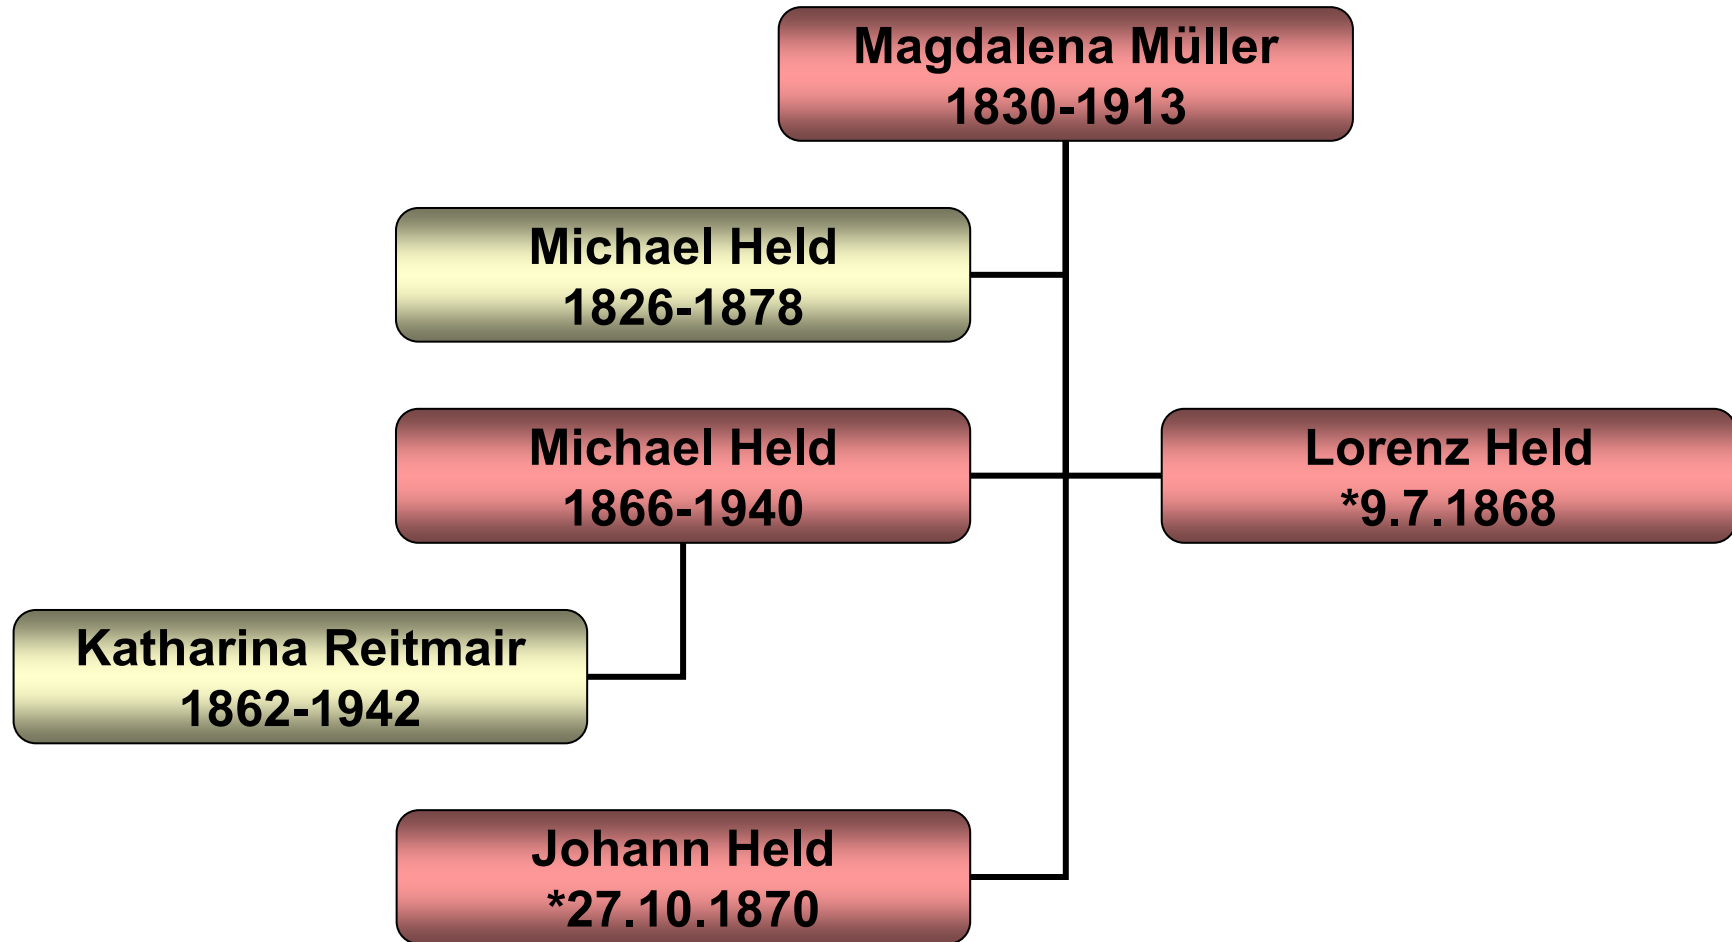 Magdalena Müller
1830-1913
Michael Held
1826-1878
Michael Held
1866-1940
Lorenz Held
*9.7.1868
Katharina Reitmair
1862-1942
Johann Held
*27.10.1870